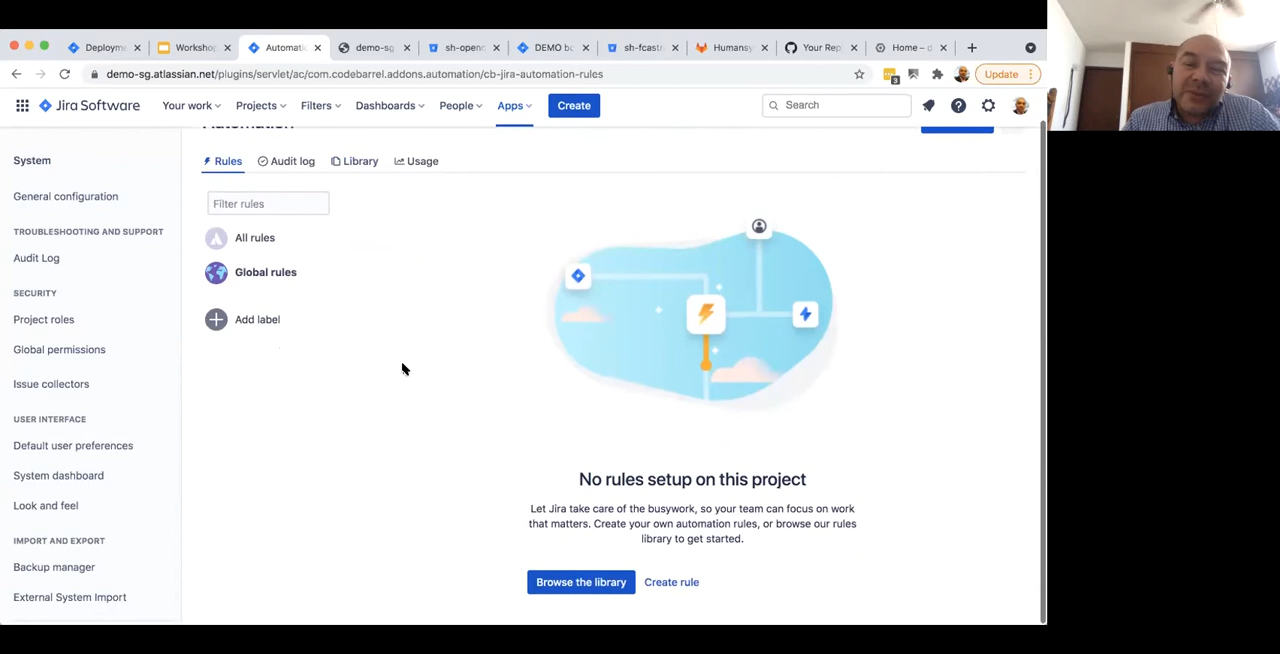 Deployme
Workshop
Automati
demo-sg
sh-openc
DEMO bo
sh-fcastr
Humansy
Your Rep
Home – d
demo-sg.atlassian.net/plugins/servlet/ac/com.codebarrel.addons.automation/cb-jira-automation-rules
3
Update
Jira Software
Your work
Projects
Filters
Dashboards
People
Apps
Create
Search
Automation
System
General configuration
TROUBLESHOOTING AND SUPPORT
Audit Log
SECURITY
Project roles
Global permissions
Issue collectors
USER INTERFACE
Default user preferences
System dashboard
Look and feel
IMPORT AND EXPORT
Backup manager
External System Import
Rules
Audit log
Library
Usage
Filter rules
All rules
Global rules
Add label
No rules setup on this project
Let Jira take care of the busywork, so your team can focus on work
that matters. Create your own automation rules, or browse our rules
library to get started.
Browse the library
Create rule